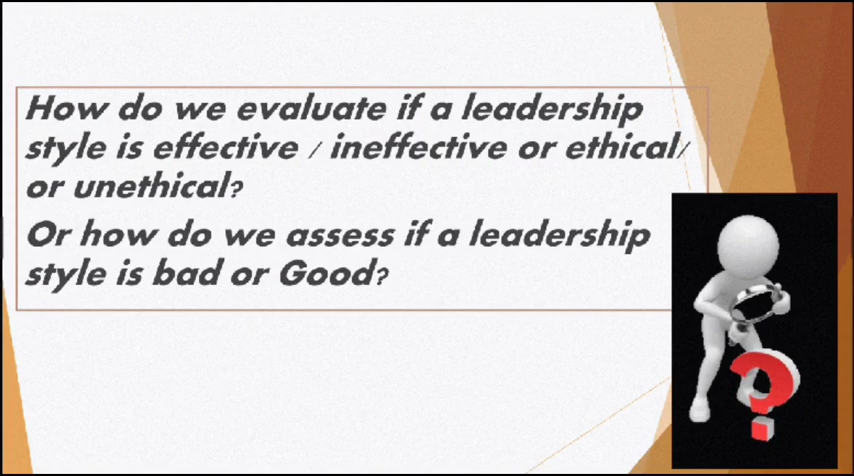 How do we evaluate if a leadership
style is effective / ineffective or ethical/
or unethical?
Or how do we assess if a leadership
style is bad or Good?